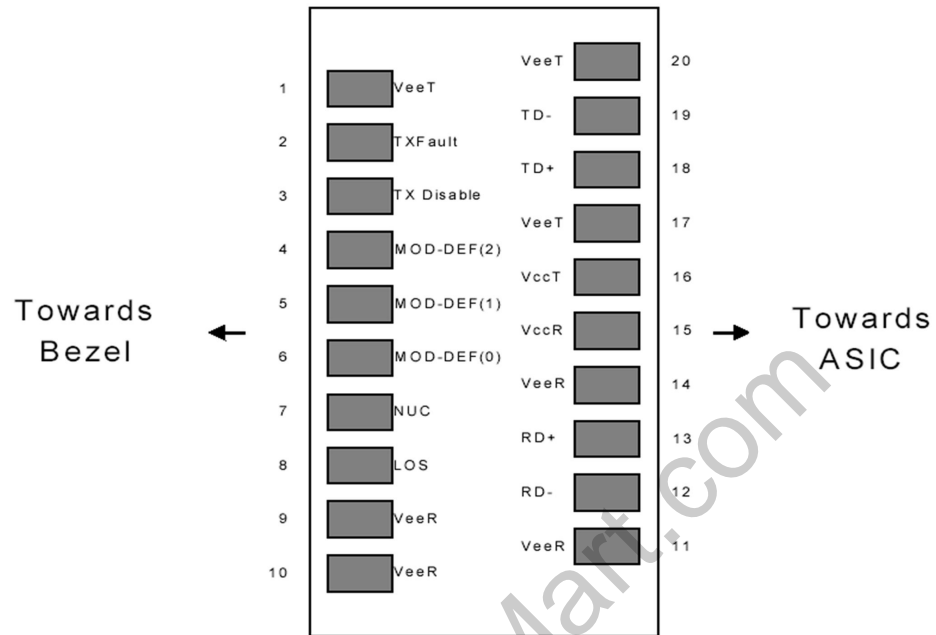 VeeT 20
1 VeeT
TD- 19
2 TXFault
TD+ 18
3 TX Disable
VeeT 17
4 MOD-DEF(2)
VccT 16
5 MOD-DEF(1)
Towards
Bezel
VccR 15
Towards
ASIC
6 MOD-DEF(0)
VeeR 14
7 NUC
RD+ 13
8 LOS
RD- 12
9 VeeR
VeeR 11
10 VeeR
art.com